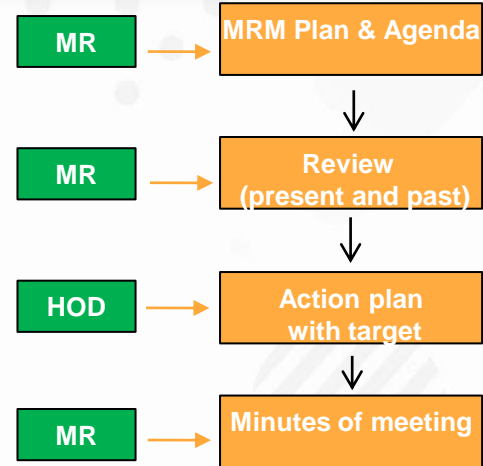 MR
MRM Plan & Agenda
MR
Review
(present and past)
HOD
Action plan
with target
MR
Minutes of meeting